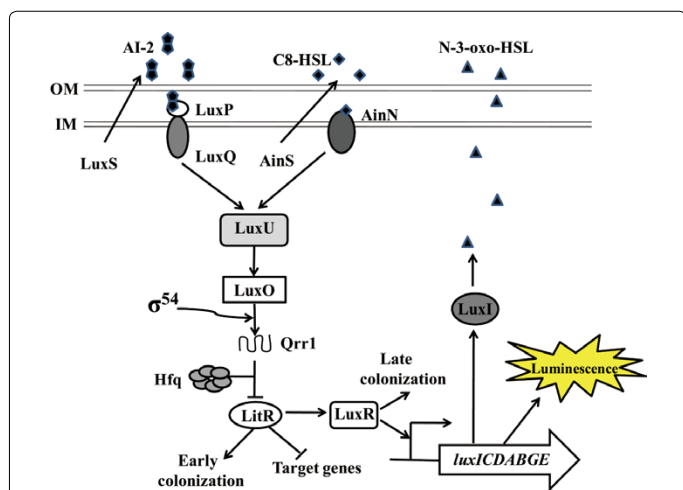 AI-2
C8-HSL
N-3-oxo-HSL
OM
LuxP
AinN
IM
LuxS
LuxQ
AinS
LuxU
LuxO
σ54
LuxI
Qrr1
Hfq
Late
colonization
Luminescence
LitR
LuxR
Early
colonization
Target genes
luxICDABGE